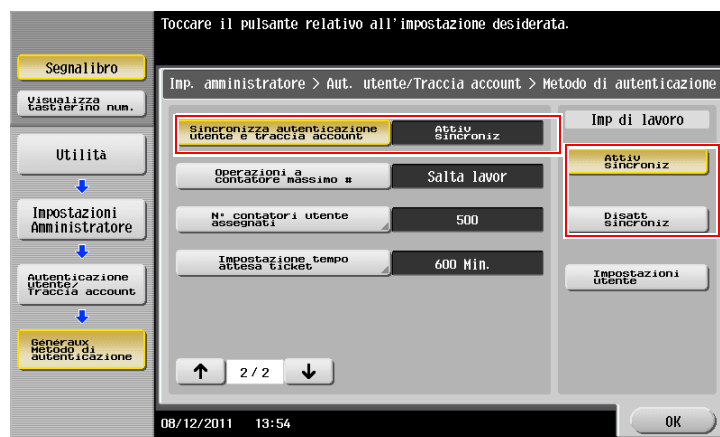 Toccare il pulsante relativo all'impostazione desiderata.
Segnalibro
Visualizza
tastierino num.
Utilità
Impostazioni
Amministratore
Autenticazione
utente/
Traccia account
Generaux
Metodo di
autenticazione
Imp. amministratore > Aut. utente/Traccia account > Metodo di autenticazione
Sincronizza autenticazione
utente e traccia account
Attiv
sincroniz
Operazioni a
contatore massimo #
Salta lavor
N° contatori utente
assegnati
500
Impostazione tempo
attesa ticket
600 Min.
↑ 2/2 ↓
Imp di lavoro
Attiv
sincroniz
Disatt
sincroniz
Impostazioni
utente
08/12/2011 13:54
OK